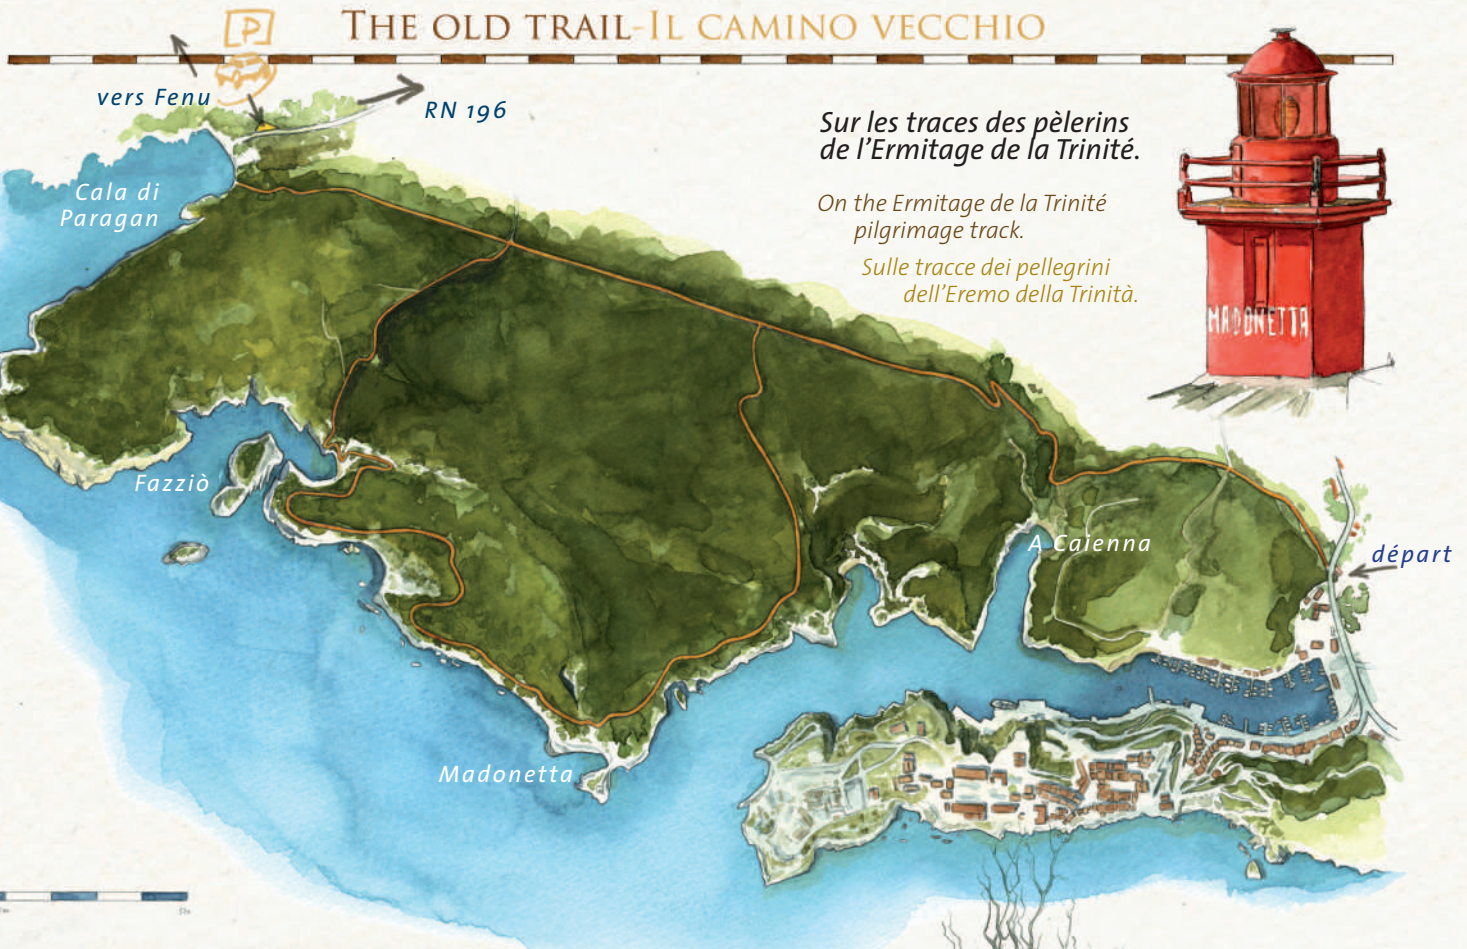 THE OLD TRAIL-IL CAMINO VECCHIO
P
vers Fenu
RN 196
Sur les traces des pèlerins
de l'Ermitage de la Trinité.
On the Ermitage de la Trinité
pilgrimage track.
Sulle tracce dei pellegrini
dell'Eremo della Trinità.
MADONETTA
Cala di
Paragan
Fazziò
A Caienna
départ
Madonetta